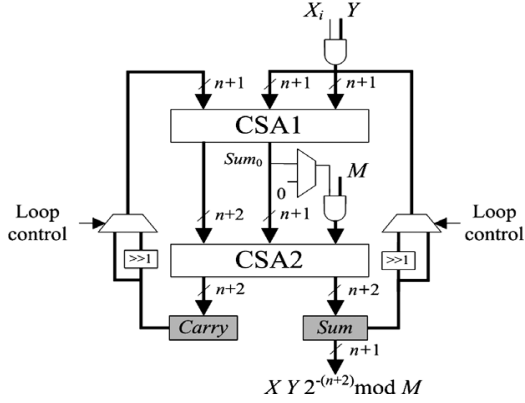 X_i Y
n+1 n+1 n+1
CSA1
Sum_0 M
0
Loop control
n+2 n+1
Loop control
>>1 CSA2 >>1
n+2 n+2
Carry Sum
n+1
X Y 2^-(n+2) mod M